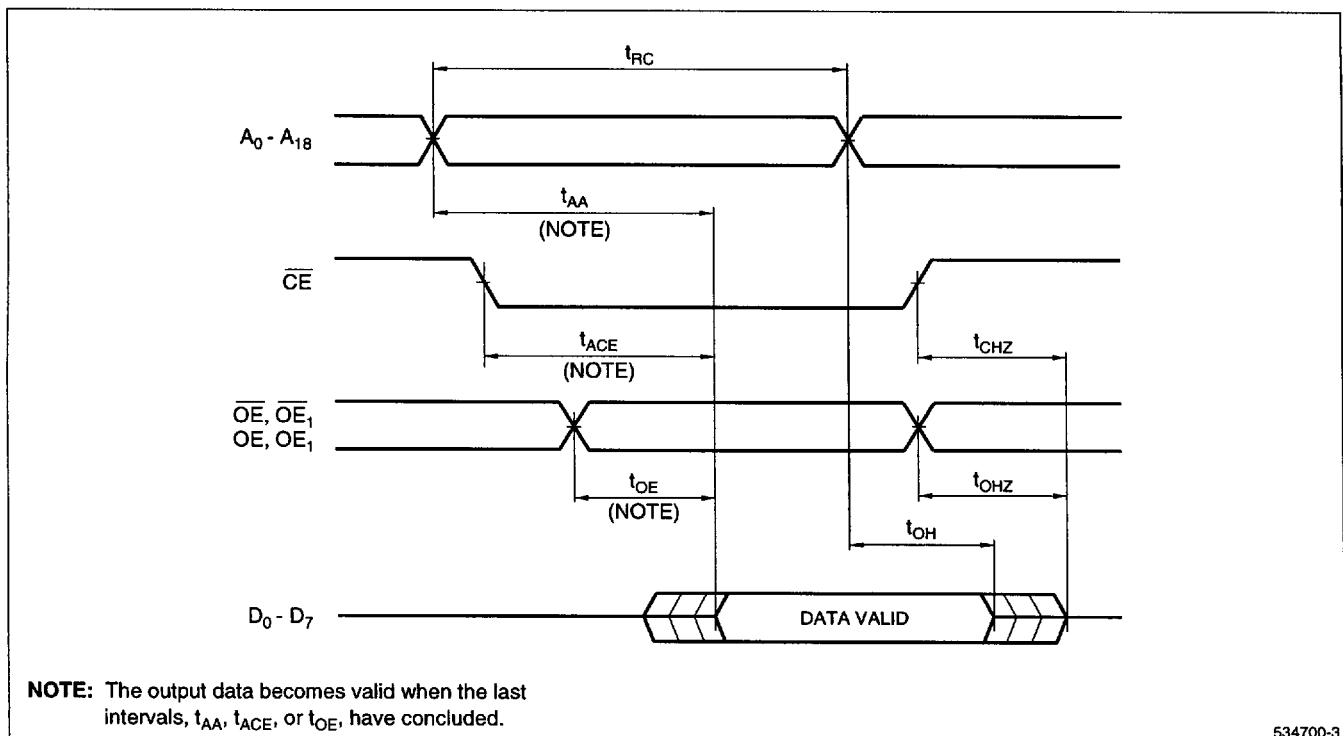 tRC
A0 - A18
tAA
(NOTE)
CE
tACE
(NOTE)
tCHZ
OE, OE1
OE, OE1
tOE
(NOTE)
tOHZ
tOH
D0 - D7
DATA VALID
NOTE: The output data becomes valid when the last
intervals, tAA, tACE, or tOE, have concluded.
534700-3